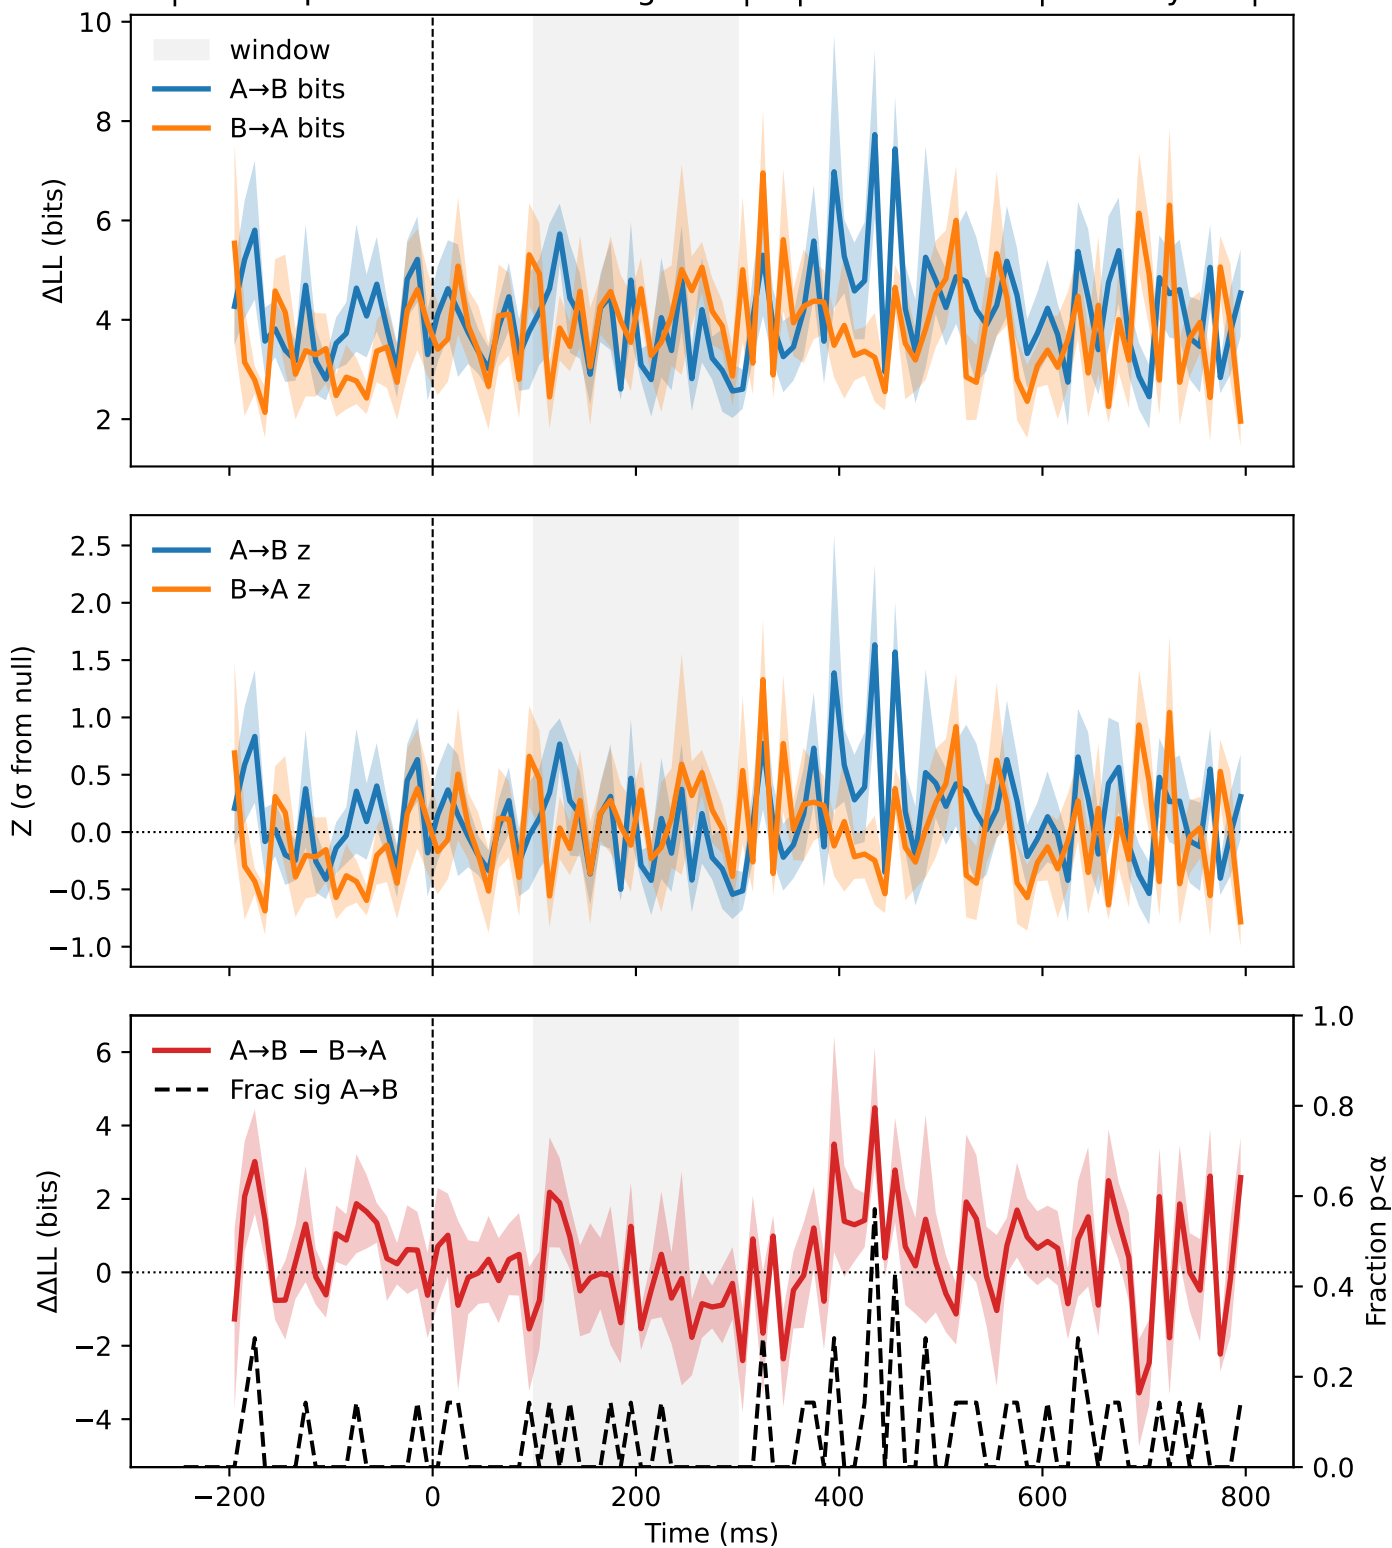 10
8
6
4
2
ΔLL (bits)
window
A→B bits
B→A bits
2.5
2.0
1.5
1.0
0.5
0.0
−0.5
−1.0
Z (σ from null)
A→B z
B→A z
6
4
2
0
−2
−4
ΔΔLL (bits)
A→B − B→A
Frac sig A→B
1.0
0.8
0.6
0.4
0.2
0.0
Fraction p<α
−200 0 200 400 600 800
Time (ms)